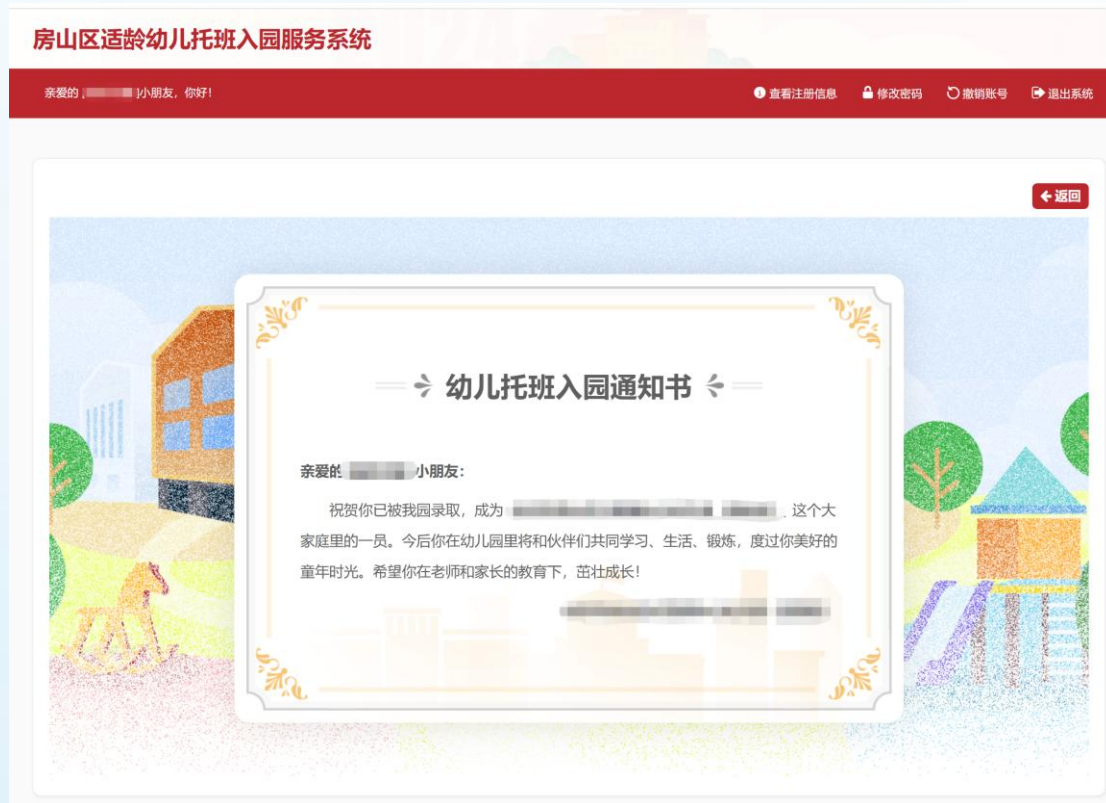 房山区适龄幼儿托班入园服务系统
亲爱的 小朋友，你好！
查看注册信息 修改密码 撤销账号 退出系统
返回
幼儿托班入园通知书
亲爱的 小朋友：
祝贺你已被我园录取，成为 这个大
家庭里的一员。今后你在幼儿园里将和伙伴们共同学习、生活、锻炼，度过你美好的
童年时光。希望你在老师和家长的教育下，茁壮成长！